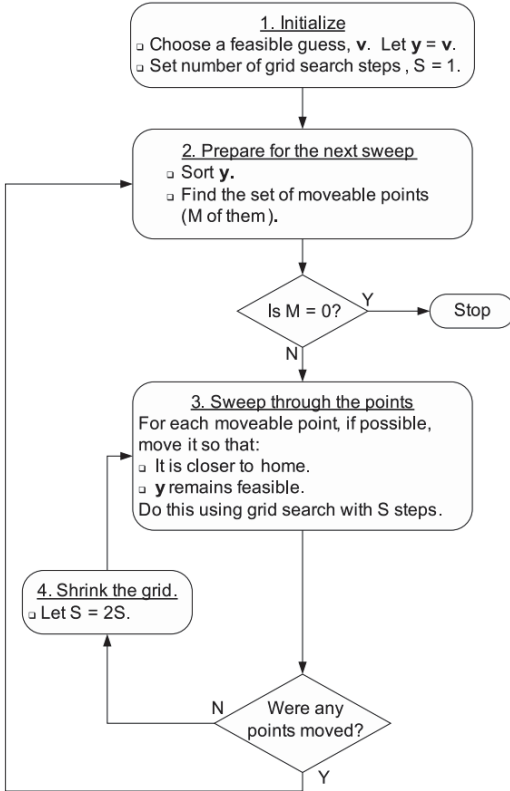 1. Initialize
▫ Choose a feasible guess, v. Let y = v.
▫ Set number of grid search steps , S = 1.
2. Prepare for the next sweep
▫ Sort y.
▫ Find the set of moveable points
(M of them).
Is M = 0?
Y
Stop
N
3. Sweep through the points
For each moveable point, if possible,
move it so that:
▫ It is closer to home.
▫ y remains feasible.
Do this using grid search with S steps.
4. Shrink the grid.
▫ Let S = 2S.
N
Were any
points moved?
Y